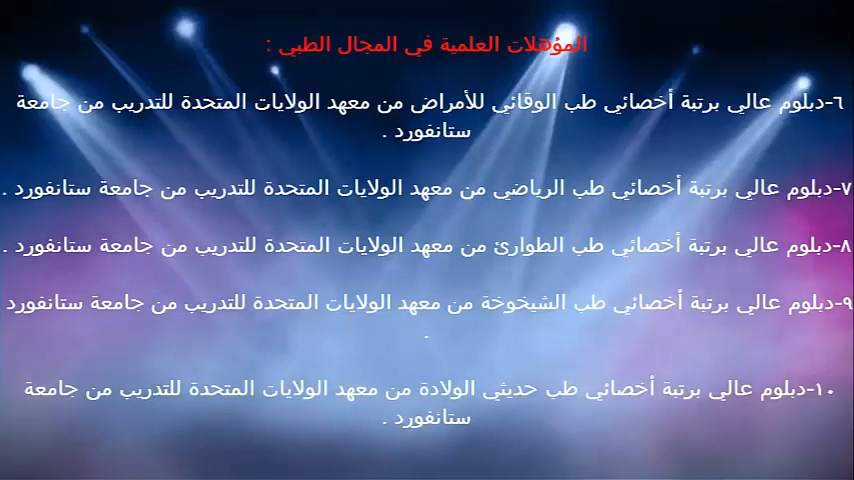 المؤهلات العلمية في المجال الطبي :
٦-دبلوم عالي برتبة أخصائي طب الوقائي للأمراض من معهد الولايات المتحدة للتدريب من جامعة
ستانفورد .
٧-دبلوم عالي برتبة أخصائي طب الرياضي من معهد الولايات المتحدة للتدريب من جامعة ستانفورد .
٨-دبلوم عالي برتبة أخصائي طب الطوارئ من معهد الولايات المتحدة للتدريب من جامعة ستانفورد .
٩-دبلوم عالي برتبة أخصائي طب الشيخوخة من معهد الولايات المتحدة للتدريب من جامعة ستانفورد
.
١٠-دبلوم عالي برتبة أخصائي طب حديثي الولادة من معهد الولايات المتحدة للتدريب من جامعة
ستانفورد .